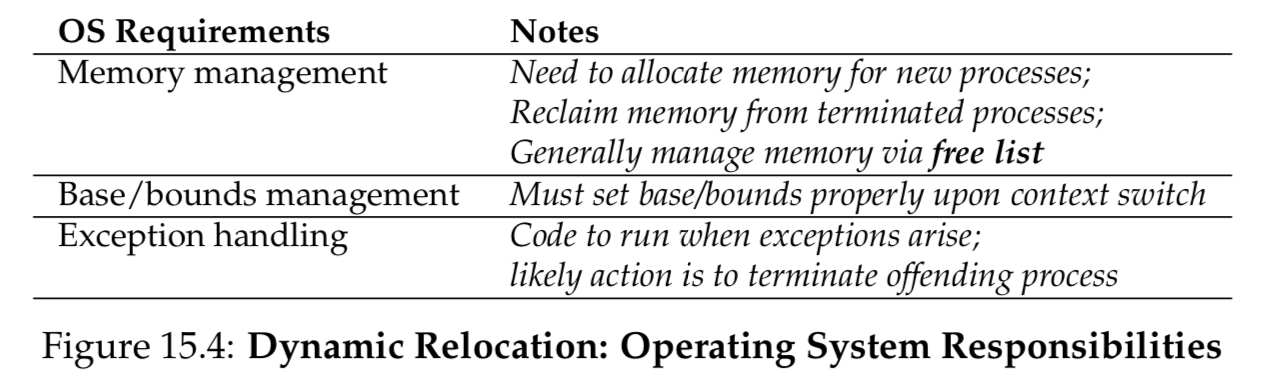 OS Requirements Notes
Memory management Need to allocate memory for new processes;
Reclaim memory from terminated processes;
Generally manage memory via free list
Base/bounds management Must set base/bounds properly upon context switch
Exception handling Code to run when exceptions arise;
likely action is to terminate offending process
Figure 15.4: Dynamic Relocation: Operating System Responsibilities